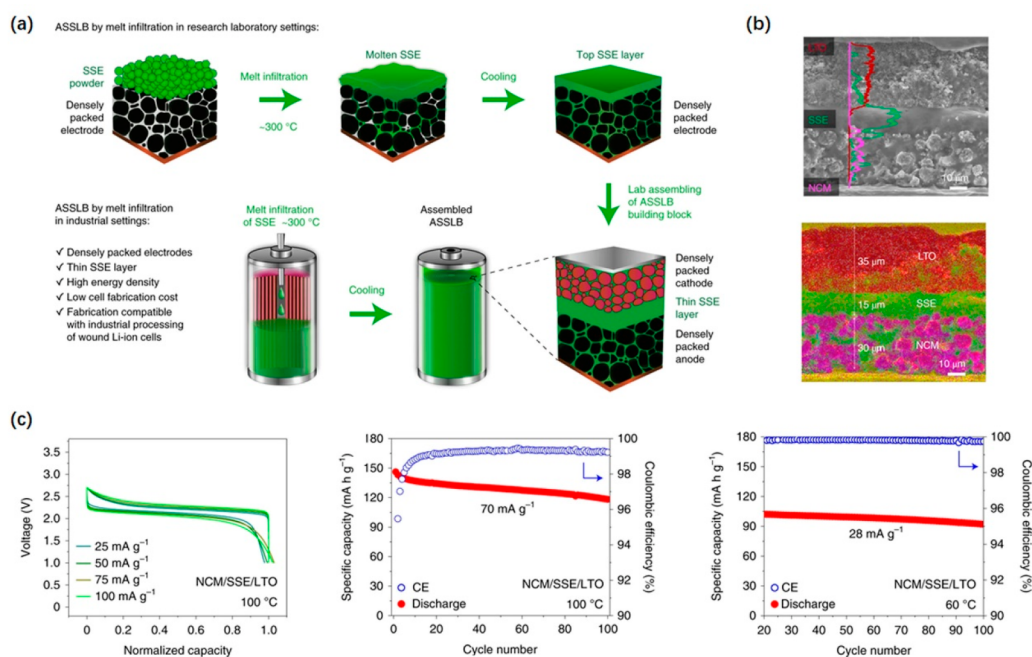 (a)
ASSLB by melt infiltration in research laboratory settings:
SSE
powder
Densely
packed
electrode
Melt
infiltration
~300 °C
Molten SSE
Cooling
Top SSE layer
Densely
packed
electrode
Lab assembling
of ASSLB
building block
ASSLB by melt infiltration
in industrial settings:
✓ Densely packed electrodes
✓ Thin SSE layer
✓ High energy density
✓ Low cell fabrication cost
✓ Fabrication compatible
with industrial processing
of wound Li-ion cells
Melt infiltration
of SSE ~300 °C
Cooling
Assembled
ASSLB
Densely
packed
cathode
Thin SSE
layer
Densely
packed
anode
(b)
LTO
SSE
NCM
10 μm
35 μm
LTO
15 μm
SSE
30 μm
NCM
10 μm
(c)
Voltage (V)
3.5
3.0
2.5
2.0
1.5
1.0
0.5
0
25 mA g⁻¹
50 mA g⁻¹
75 mA g⁻¹
100 mA g⁻¹
NCM/SSE/LTO
100 °C
0 0.2 0.4 0.6 0.8 1.0
Normalized capacity
Specific capacity (mA h g⁻¹)
180
150
120
90
60
30
0
70 mA g⁻¹
CE
Discharge
NCM/SSE/LTO
100 °C
100
98
96
94
92
90
Coulombic efficiency (%)
0 20 40 60 80 100
Cycle number
Specific capacity (mA h g⁻¹)
180
150
120
90
60
30
0
28 mA g⁻¹
CE
Discharge
NCM/SSE/LTO
60 °C
100
98
96
94
92
90
Coulombic efficiency (%)
20 30 40 50 60 70 80 90 100
Cycle number